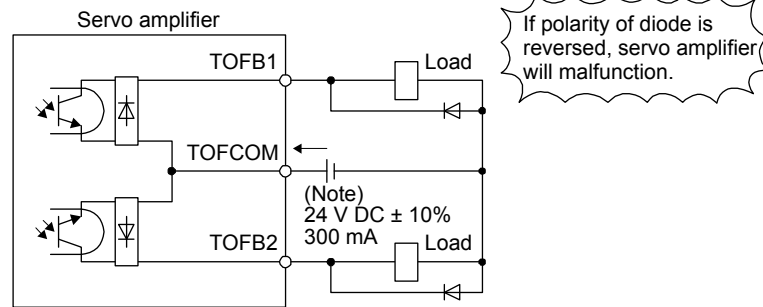 Servo amplifier
If polarity of diode is
reversed, servo amplifier
will malfunction.
TOFB1
Load
TOFCOM
(Note)
24 V DC ± 10%
300 mA
TOFB2
Load